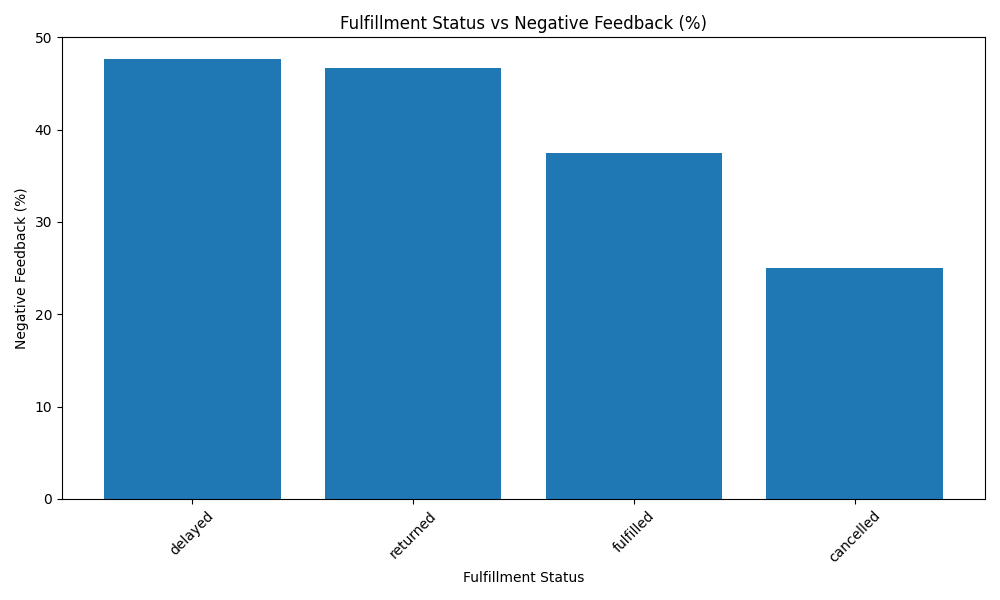 Fulfillment Status vs Negative Feedback (%)
50
40
30
20
10
0
Negative Feedback (%)
delayed
returned
fulfilled
cancelled
Fulfillment Status